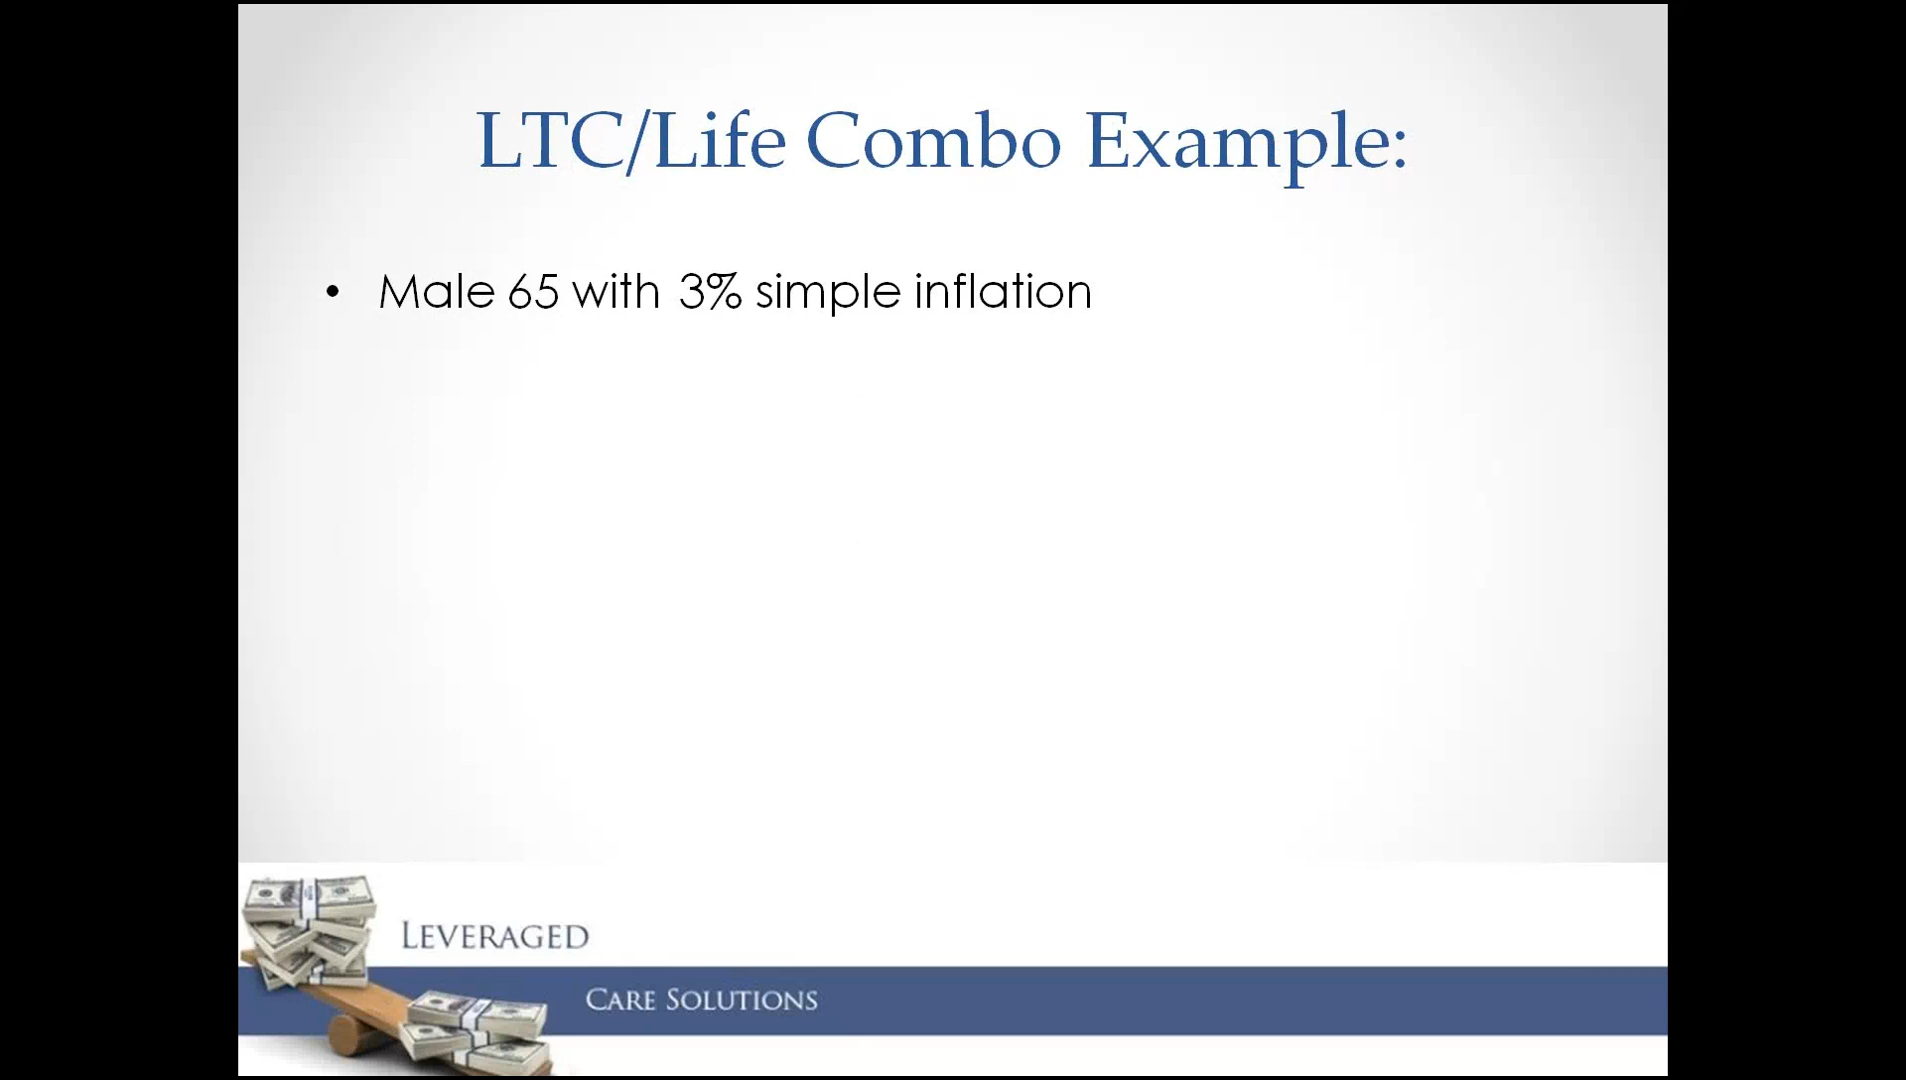 LTC/Life Combo Example:
• Male 65 with 3% simple inflation
LEVERAGED
CARE SOLUTIONS